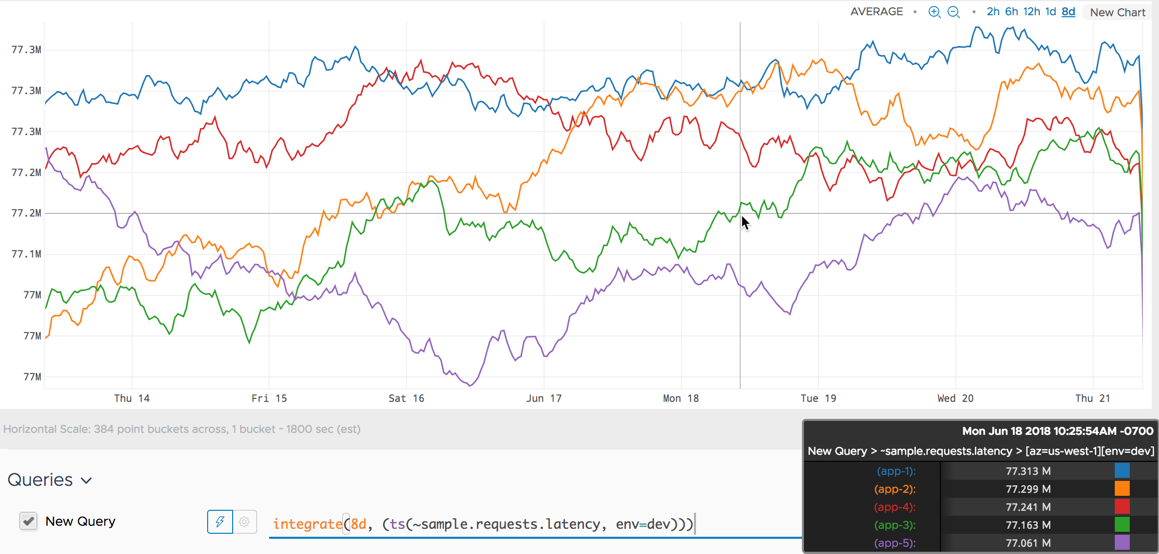 AVERAGE • • 2h 6h 12h 1d 8d New Chart
77.3M
77.3M
77.3M
77.2M
77.2M
77.1M
77M
77M
77M
Thu 14 Fri 15 Sat 16 Jun 17 Mon 18 Tue 19 Wed 20 Thu 21
Horizontal Scale: 384 point buckets across, 1 bucket ~ 1800 sec (est)
Mon Jun 18 2018 10:25:54AM -0700
New Query > ~sample.requests.latency > [az=us-west-1][env=dev]
(app-1): 77.313 M
(app-2): 77.299 M
(app-4): 77.241 M
(app-3): 77.163 M
(app-5): 77.061 M
Queries
New Query
integrate(8d, (ts(~sample.requests.latency, env=dev)))